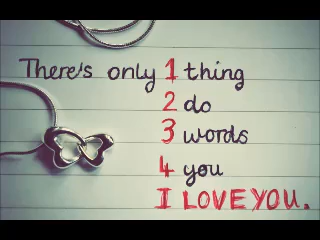 There's only 1 thing
2 do
3 words
4 you
I LOVE YOU.